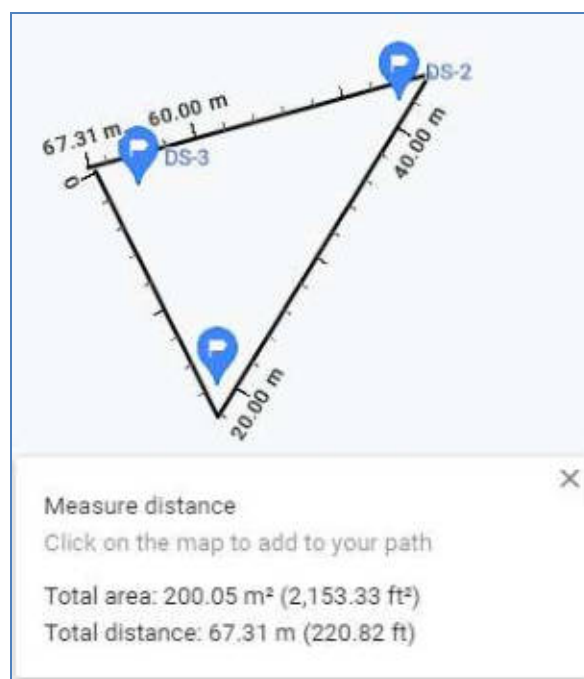 DS-2
60.00 m
67.31 m
DS-3
40.00 m
0
20.00 m
Measure distance
Click on the map to add to your path
Total area: 200.05 m² (2,153.33 ft²)
Total distance: 67.31 m (220.82 ft)